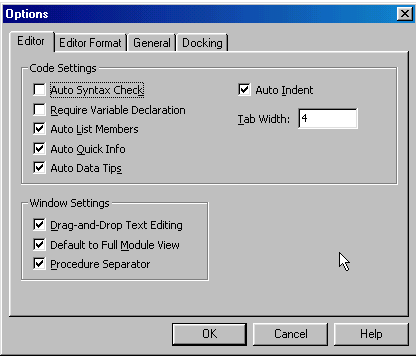 Options
Editor Editor Format General Docking
Code Settings
Auto Syntax Check
Auto Indent
Require Variable Declaration
Tab Width: 4
Auto List Members
Auto Quick Info
Auto Data Tips
Window Settings
Drag-and-Drop Text Editing
Default to Full Module View
Procedure Separator
OK Cancel Help